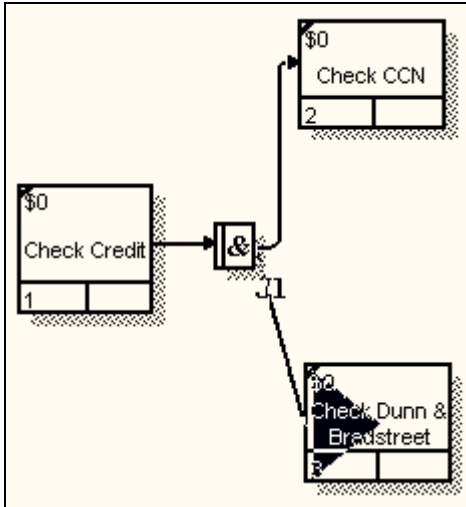 $0
Check CCN
2
$0
Check Credit
1
&
J1
$0
Check Dunn &
Bradstreet
3